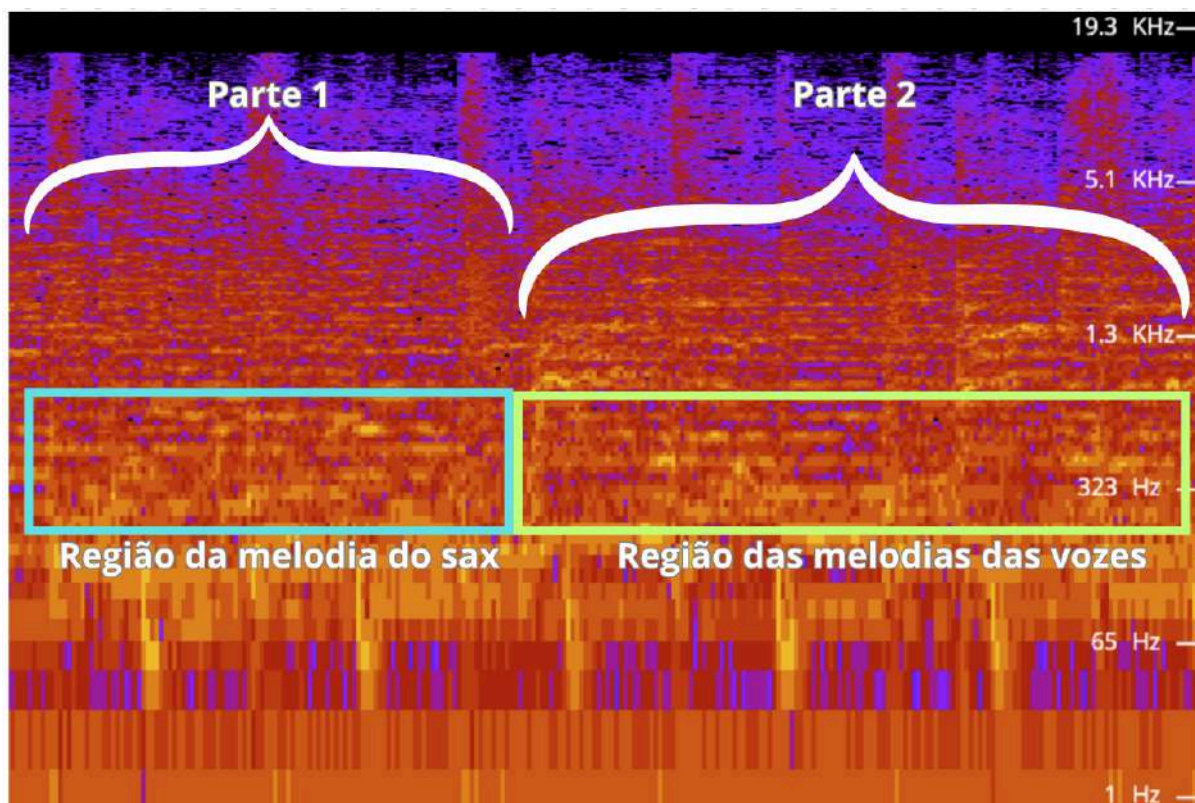 19.3 KHz
Parte 1
Parte 2
5.1 KHz
1.3 KHz
323 Hz
Região da melodia do sax
Região das melodias das vozes
65 Hz
1 Hz